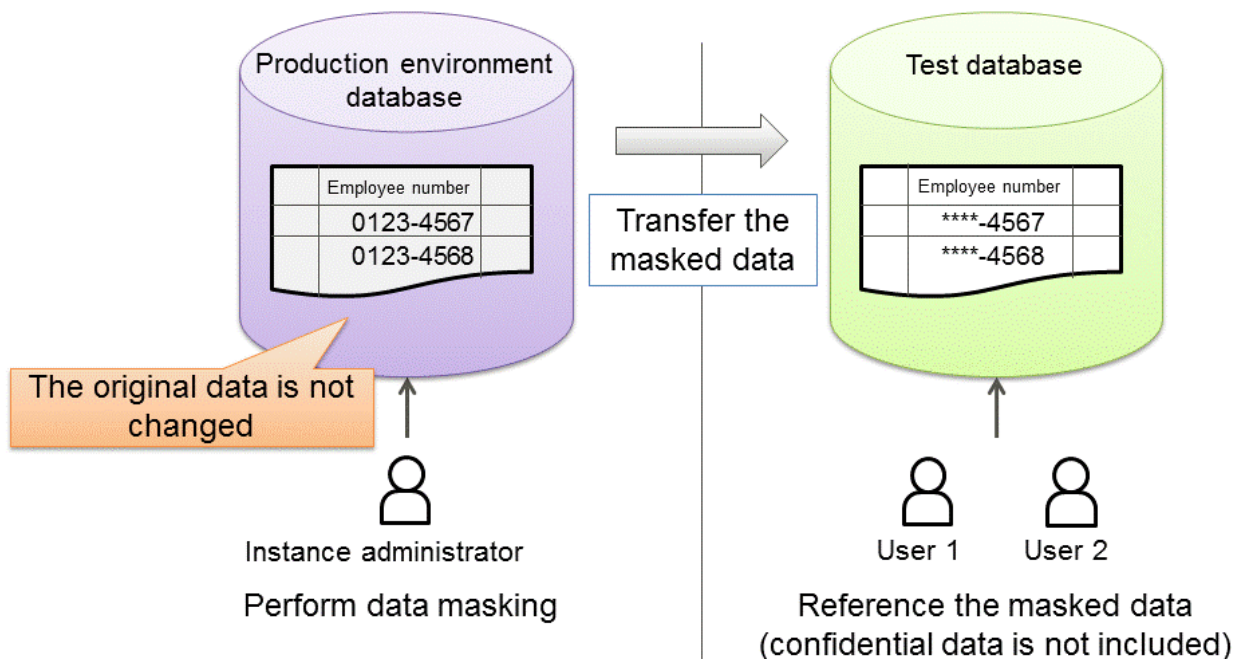 Production environment
database
Employee number
0123-4567
0123-4568
The original data is not
changed
Instance administrator
Perform data masking
Transfer the
masked data
Test database
Employee number
****-4567
****-4568
User 1
User 2
Reference the masked data
(confidential data is not included)